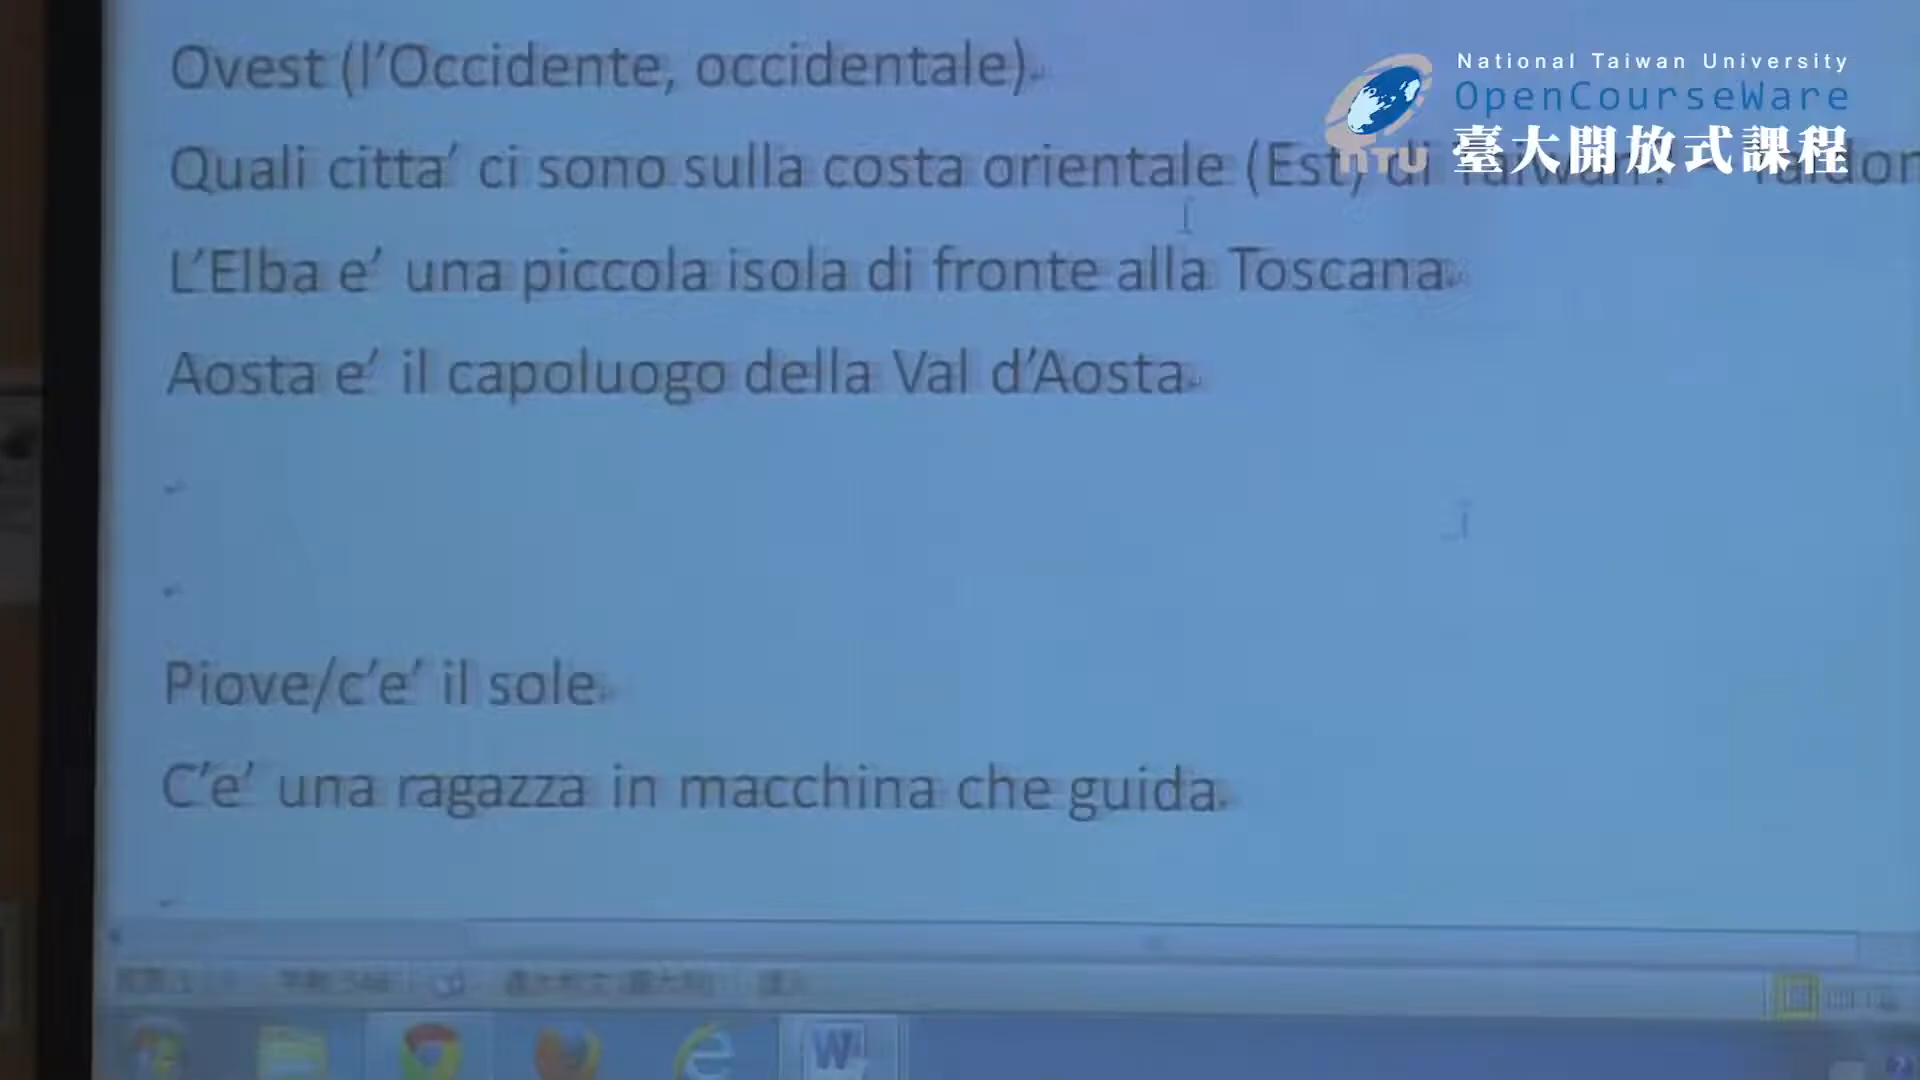 Ovest (l'Occidente, occidentale)
National Taiwan University
OpenCourseWare
臺大開放式課程
NTU
Quali citta' ci sono sulla costa orientale (Est) di Taiwan?
L'Elba e' una piccola isola di fronte alla Toscana
Aosta e' il capoluogo della Val d'Aosta
Piove/c'e' il sole
C'e' una ragazza in macchina che guida